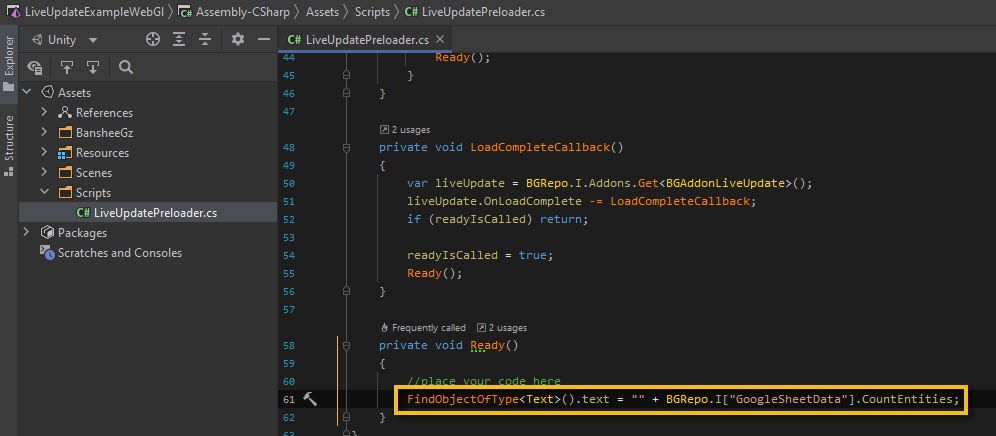 LiveUpdateExampleWebGl > Assembly-CSharp > Assets > Scripts > C# LiveUpdatePreloader.cs
Explorer
Structure
Unity
Assets
References
BansheeGz
Resources
Scenes
Scripts
C# LiveUpdatePreloader.cs
Packages
Scratches and Consoles
C# LiveUpdatePreloader.cs ×
44 Ready();
45 }
46 }
47
2 usages
48 private void LoadCompleteCallback()
49 {
50 var liveUpdate = BGRepo.I.Addons.Get<BGAddonLiveUpdate>();
51 liveUpdate.OnLoadComplete -= LoadCompleteCallback;
52 if (readyIsCalled) return;
53
54 readyIsCalled = true;
55 Ready();
56 }
57
Frequently called 2 usages
58 private void Ready()
59 {
60 //place your code here
61 FindObjectOfType<Text>().text = "" + BGRepo.I["GoogleSheetData"].CountEntities;
62 }
}